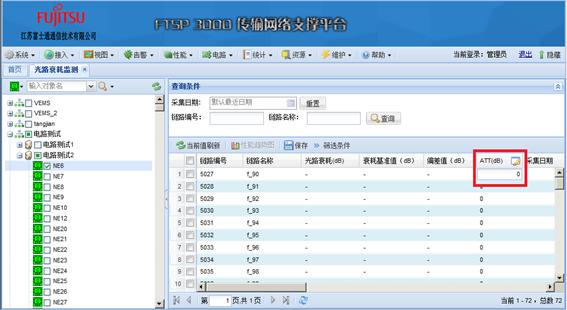 FUJITSU
江苏富士通通信技术有限公司
FTSP 3000 传输网络支撑平台
系统 接入 视图 告警 性能 电路 统计 资源 维护 帮助 当前登录: 管理员 退出 隐藏
首页 光路衰耗监测
输入对象名
VEMS
VEMS_2
tangjian
电路测试
电路测试1
电路测试2
NE6
NE7
NE8
NE9
NE10
NE12
NE20
NE21
NE22
NE23
NE24
NE25
NE26
NE27
查询条件
采集日期: 默认最近日期 重置
链路编号: 链路名称: 查询
当前值刷新 性能趋势图 保存 筛选条件
链路编号 链路名称 光路衰耗(dB) 衰耗基准值(dB) 偏差值(dB) ATT(dB) 采集日期
1 5027 f_90 - - - 0
2 5028 f_91 - - - 0
3 5029 f_92 - - - 0
4 5030 f_93 - - - 0
5 5031 f_94 - - - 0
6 5032 f_95 - - - 0
7 5033 f_96 - - - 0
8 5034 f_97 - - - 0
9 5035 f_98 - - - 0
10
第 1 页,共 1 页 当前 1 - 72 ，总数 72